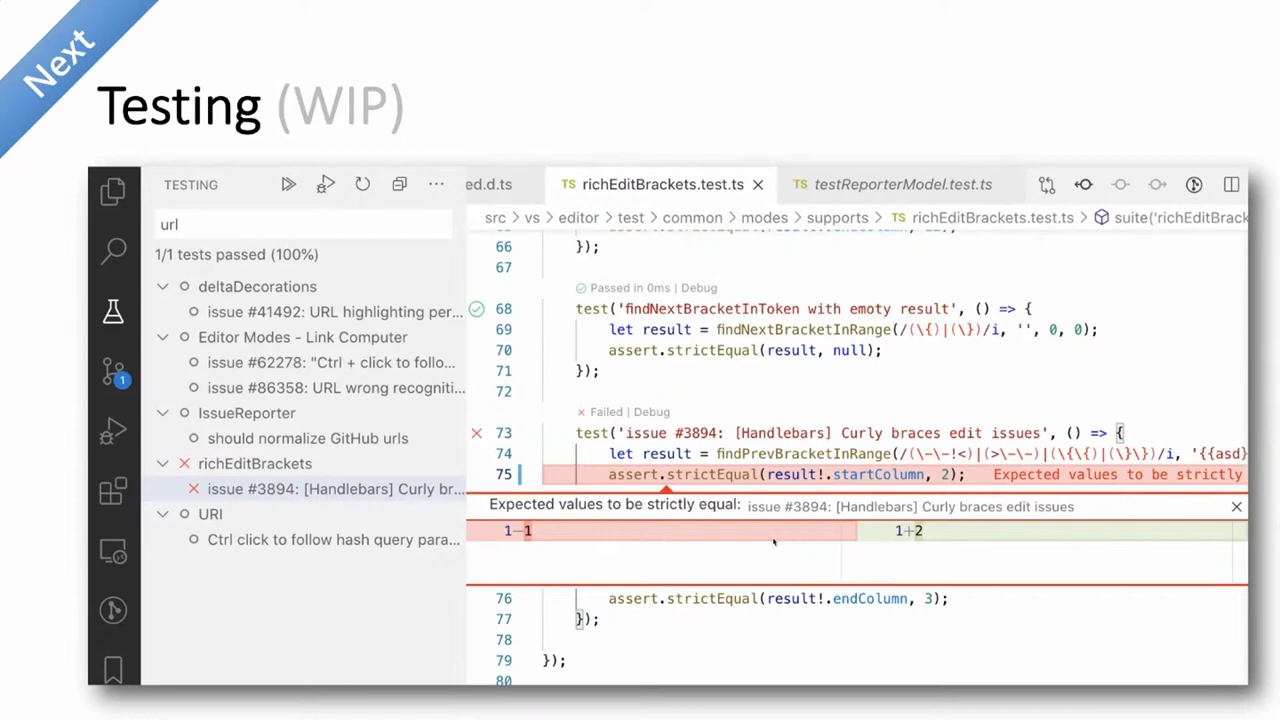 Next
Testing (WIP)
TESTING
url
1/1 tests passed (100%)
deltaDecorations
issue #41492: URL highlighting per...
Editor Modes - Link Computer
issue #62278: "Ctrl + click to follo...
issue #86358: URL wrong recogniti...
IssueReporter
should normalize GitHub urls
richEditBrackets
issue #3894: [Handlebars] Curly br...
URI
Ctrl click to follow hash query para...
1
ed.d.ts
TS richEditBrackets.test.ts
TS testReporterModel.test.ts
src > vs > editor > test > common > modes > supports > TS richEditBrackets.test.ts > suite('richEditBrack
66 });
67
Passed in 0ms | Debug
68 test('findNextBracketInToken with emoty result', () => {
69 let result = findNextBracketInRange(/(\{)|(\})/i, '', 0, 0);
70 assert.strictEqual(result, null);
71 });
72
Failed | Debug
73 test('issue #3894: [Handlebars] Curly braces edit issues', () => {
74 let result = findPrevBracketInRange(/(\-\-!<)|(>\-\-)|(\{\{)|(\}\})/i, '{{asd}
75 assert.strictEqual(result!.startColumn, 2); Expected values to be strictly
Expected values to be strictly equal: issue #3894: [Handlebars] Curly braces edit issues
1-1 1+2
76 assert.strictEqual(result!.endColumn, 3);
77 });
78
79 });
80